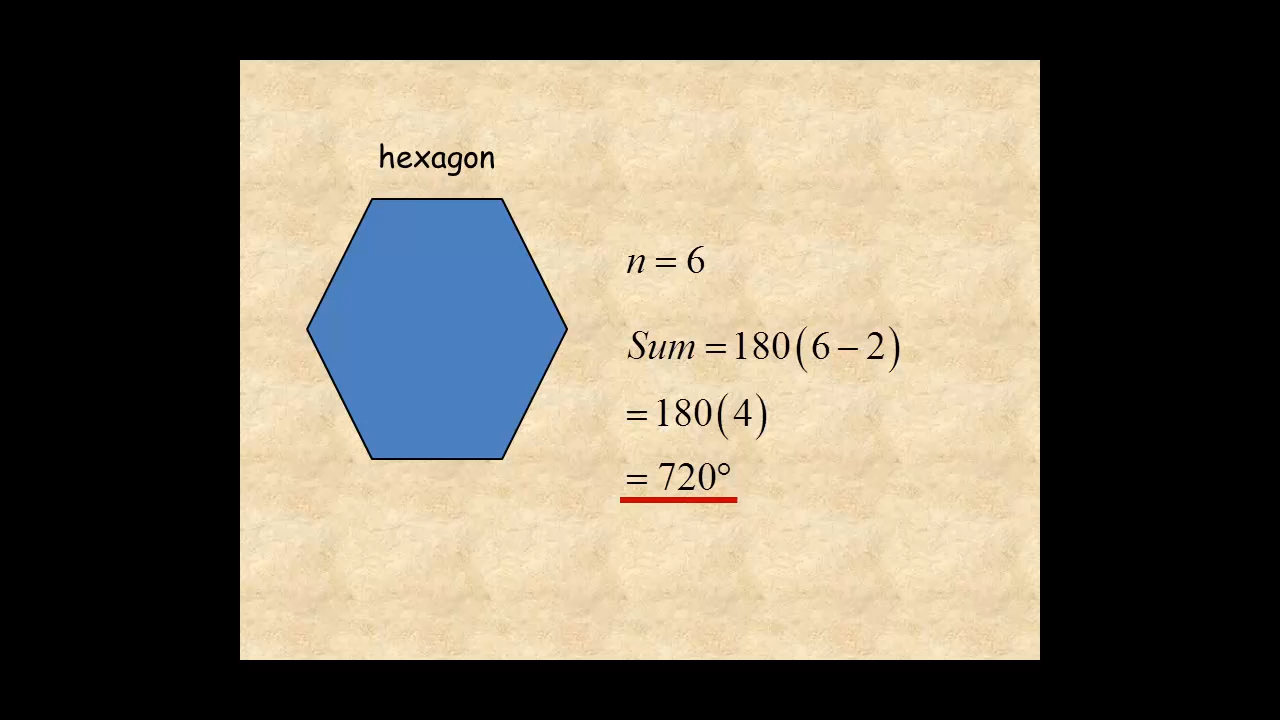 hexagon
n = 6
Sum = 180(6 − 2)
= 180(4)
= 720°